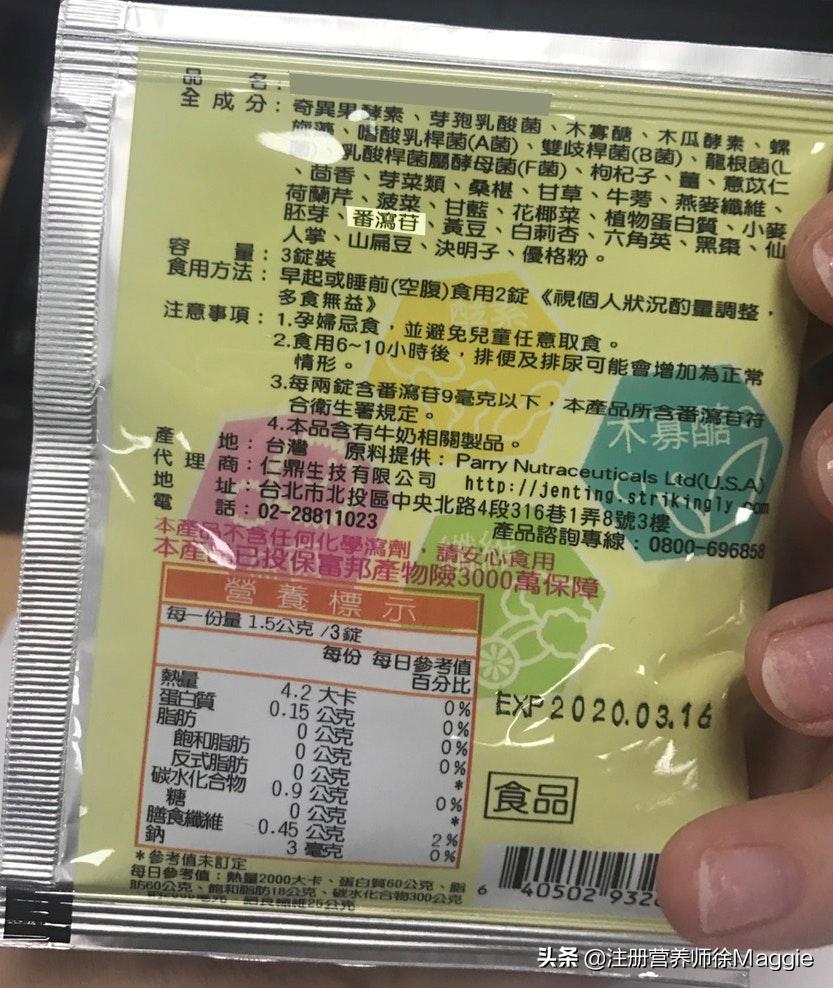 品 名：
全成分：奇異果酵素、芽孢乳酸菌、木寡醣、木瓜酵素、螺
旋藻、嗜酸乳桿菌(A菌)、雙歧桿菌(B菌)、龍根菌(L
菌)、乳酸桿菌屬酵母菌(F菌)、枸杞子、薑、意苡仁
、茴香、芽菜類、桑椹、甘草、牛蒡、燕麥纖維、
荷蘭芹、菠菜、甘藍、花椰菜、植物蛋白質、小麥
胚芽、番瀉苷、黃豆、白莿杏、六角英、黑棗、仙
人掌、山扁豆、決明子、優格粉。
容 量：3錠裝
食用方法：早起或睡前(空腹)食用2錠《視個人狀況酌量調整，
多食無益》
注意事項：1.孕婦忌食，並避免兒童任意取食。
2.食用6~10小時後，排便及排尿可能會增加為正常
情形。
3.每兩錠含番瀉苷9毫克以下，本產品所含番瀉苷符
合衛生署規定。
4.本品含有牛奶相關製品。
產 地：台灣 原料提供：Parry Nutraceuticals Ltd(U.S.A)
代理商：仁鼎生技有限公司 http://jenting.strikingly.com
地 址：台北市北投區中央北路4段316巷1弄8號3樓
電 話：02-28811023 產品諮詢專線：0800-696858
本產品不含任何化學瀉劑，請安心食用
本產品已投保富邦產物險3000萬保障
木寡醣
營養標示
每一份量 1.5公克 /3錠
每份 每日參考值
百分比
熱量 4.2 大卡 0%
蛋白質 0.15 公克 0%
脂肪 0 公克 0%
飽和脂肪 0 公克 0%
反式脂肪 0 公克 *
碳水化合物 0.9 公克 0%
糖 0 公克 *
膳食纖維 0.45 公克 2%
鈉 3 毫克 0%
*參考值未訂定
每日參考值：熱量2000大卡、蛋白質60公克、脂
肪60公克、飽和脂肪18公克、碳水化合物300公克
EXP 2020.03.16
食品
6 40502 932
头条 @注册营养师徐Maggie